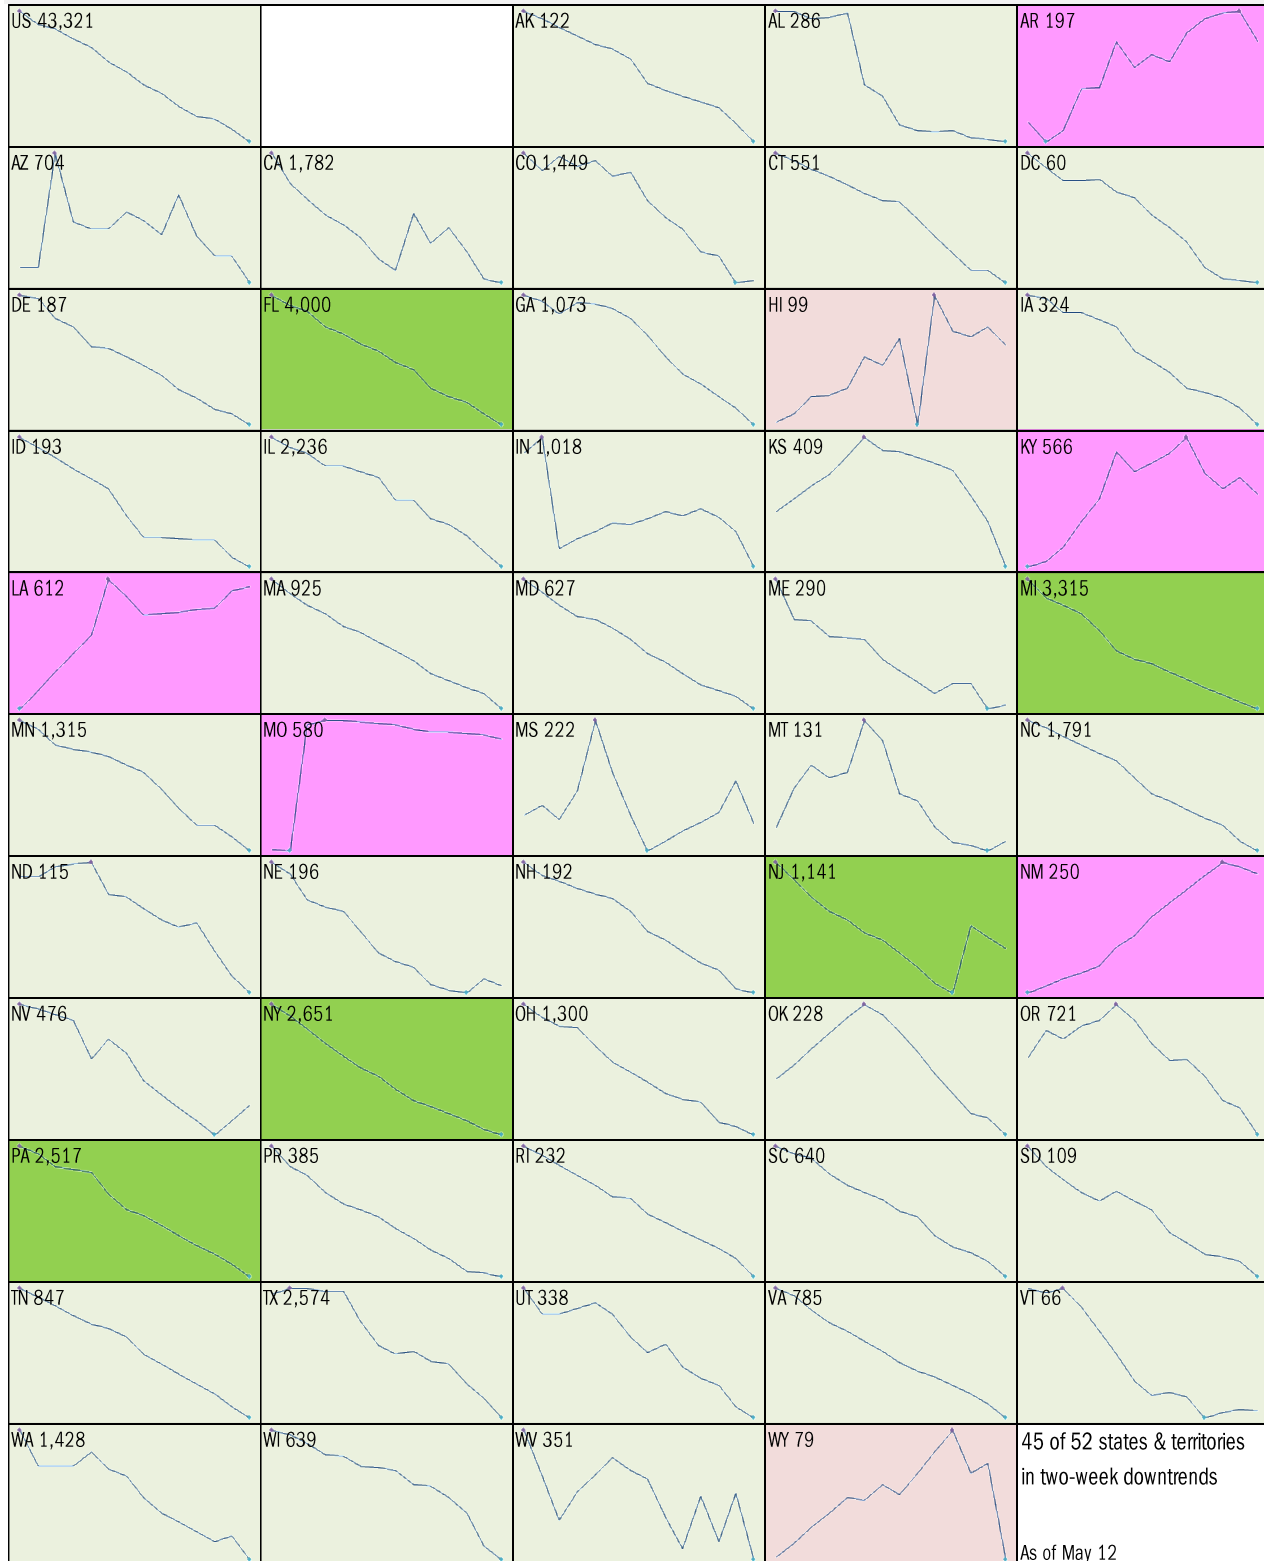 US 43,321
AK 122
AL 286
AR 197
AZ 704
CA 1,782
CO 1,449
CT 551
DC 60
DE 187
FL 4,000
GA 1,073
HI 99
IA 324
ID 193
IL 2,236
IN 1,018
KS 409
KY 566
LA 612
MA 925
MD 627
ME 290
MI 3,315
MN 1,315
MO 580
MS 222
MT 131
NC 1,791
ND 115
NE 196
NH 192
NJ 1,141
NM 250
NV 476
NY 2,651
OH 1,300
OK 228
OR 721
PA 2,517
PR 385
RI 232
SC 640
SD 109
TN 847
TX 2,574
UT 338
VA 785
VT 66
WA 1,428
WI 639
WV 351
WY 79
45 of 52 states & territories
in two-week downtrends
As of May 12